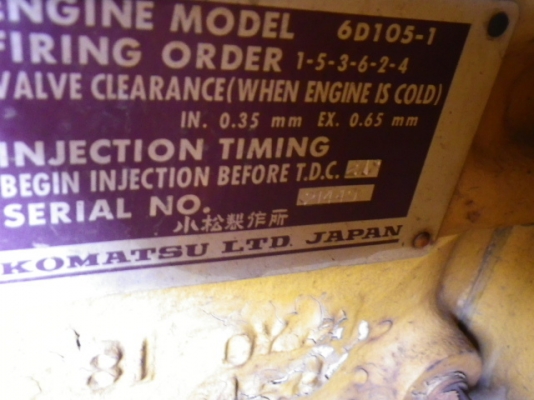 ENGINE MODEL 6D105-1
FIRING ORDER 1-5-3-6-2-4
VALVE CLEARANCE(WHEN ENGINE IS COLD)
IN. 0.35 mm EX. 0.65 mm
INJECTION TIMING
BEGIN INJECTION BEFORE T.D.C.
SERIAL NO.
小松製作所
KOMATSU LTD. JAPAN
81